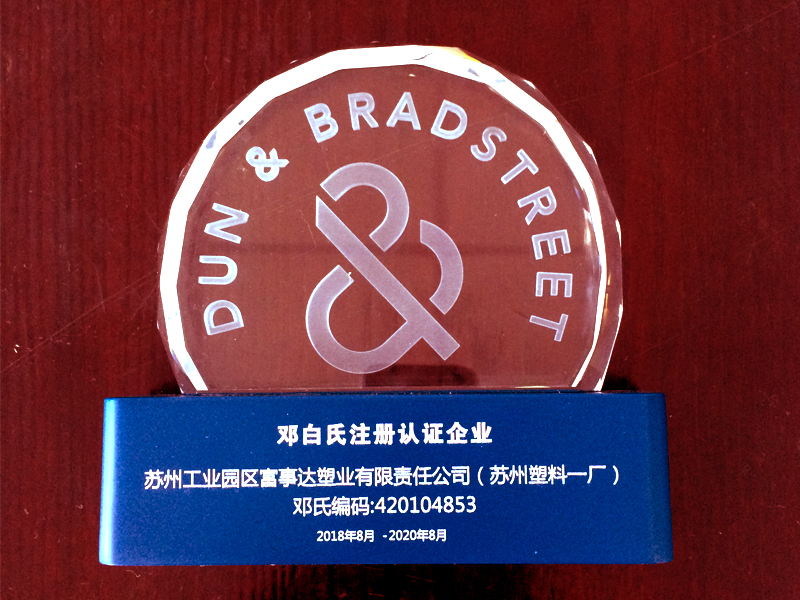 DUN & BRADSTREET
&
邓白氏注册认证企业
苏州工业园区富事达塑业有限责任公司（苏州塑料一厂）
邓氏编码:420104853
2018年8月 -2020年8月